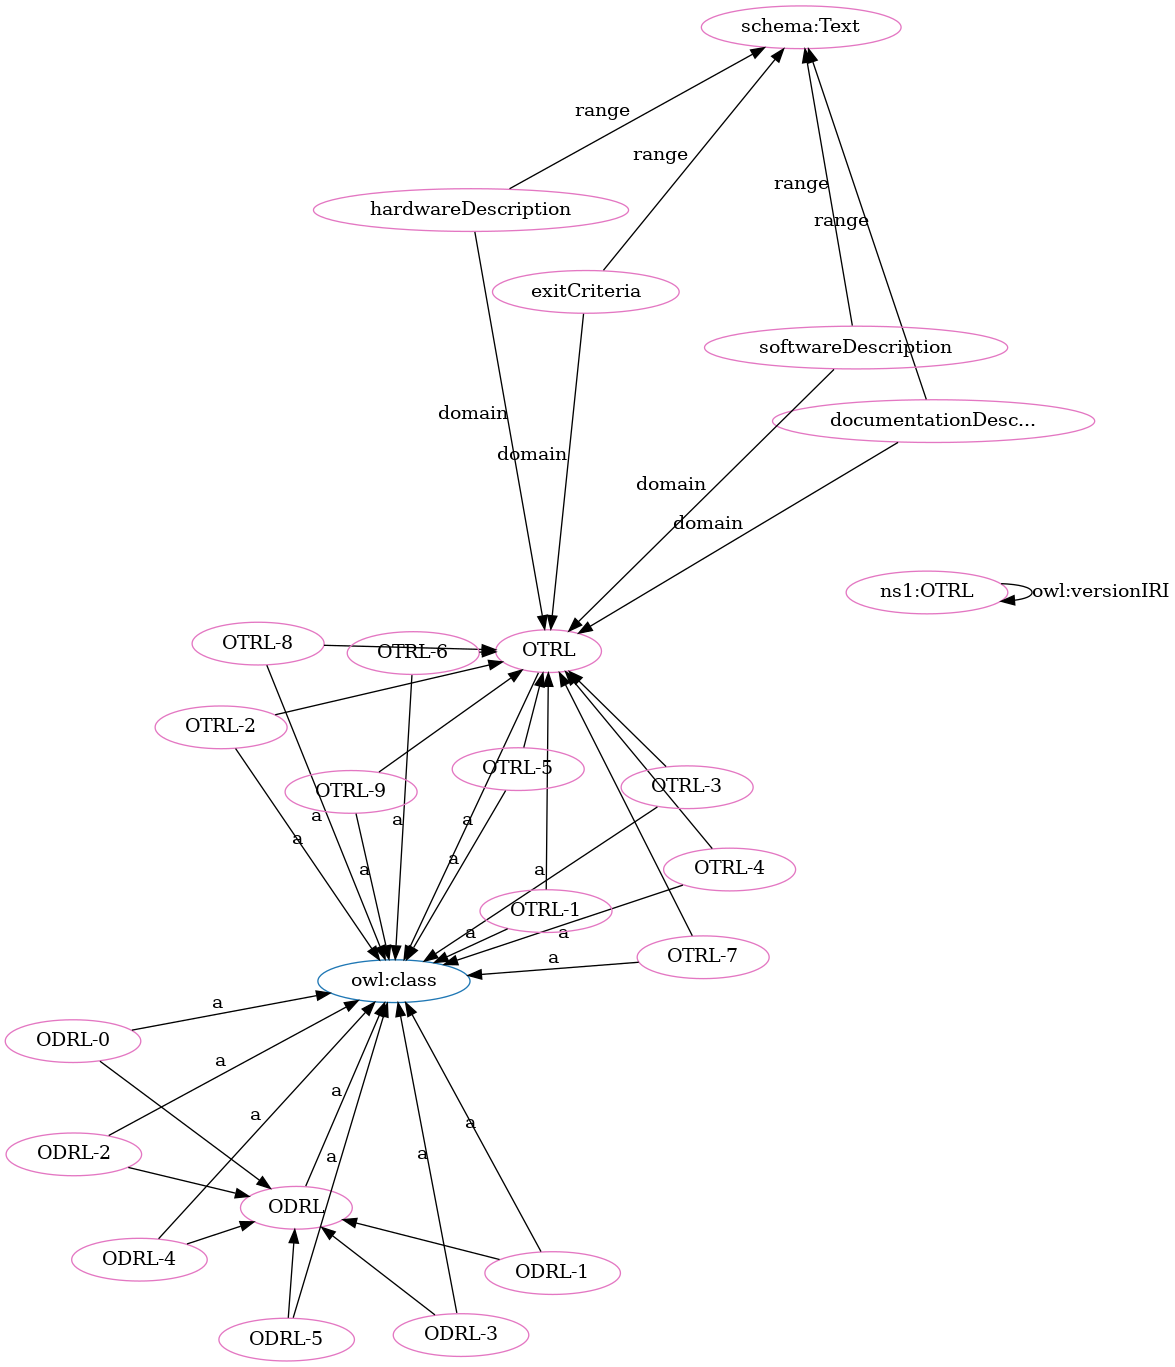 schema:Text
range
hardwareDescription
range
range
range
exitCriteria
softwareDescription
domain
documentationDesc...
domain
domain
domain
ns1:OTRL
owl:versionIRI
OTRL-8
OTRL-6
OTRL
OTRL-2
OTRL-5
OTRL-9
OTRL-3
a
a
a
a
a
a
a
OTRL-4
OTRL-1
a
a
a
OTRL-7
owl:class
a
ODRL-0
a
a
a
a
ODRL-2
a
a
ODRL
ODRL-4
ODRL-1
ODRL-5
ODRL-3